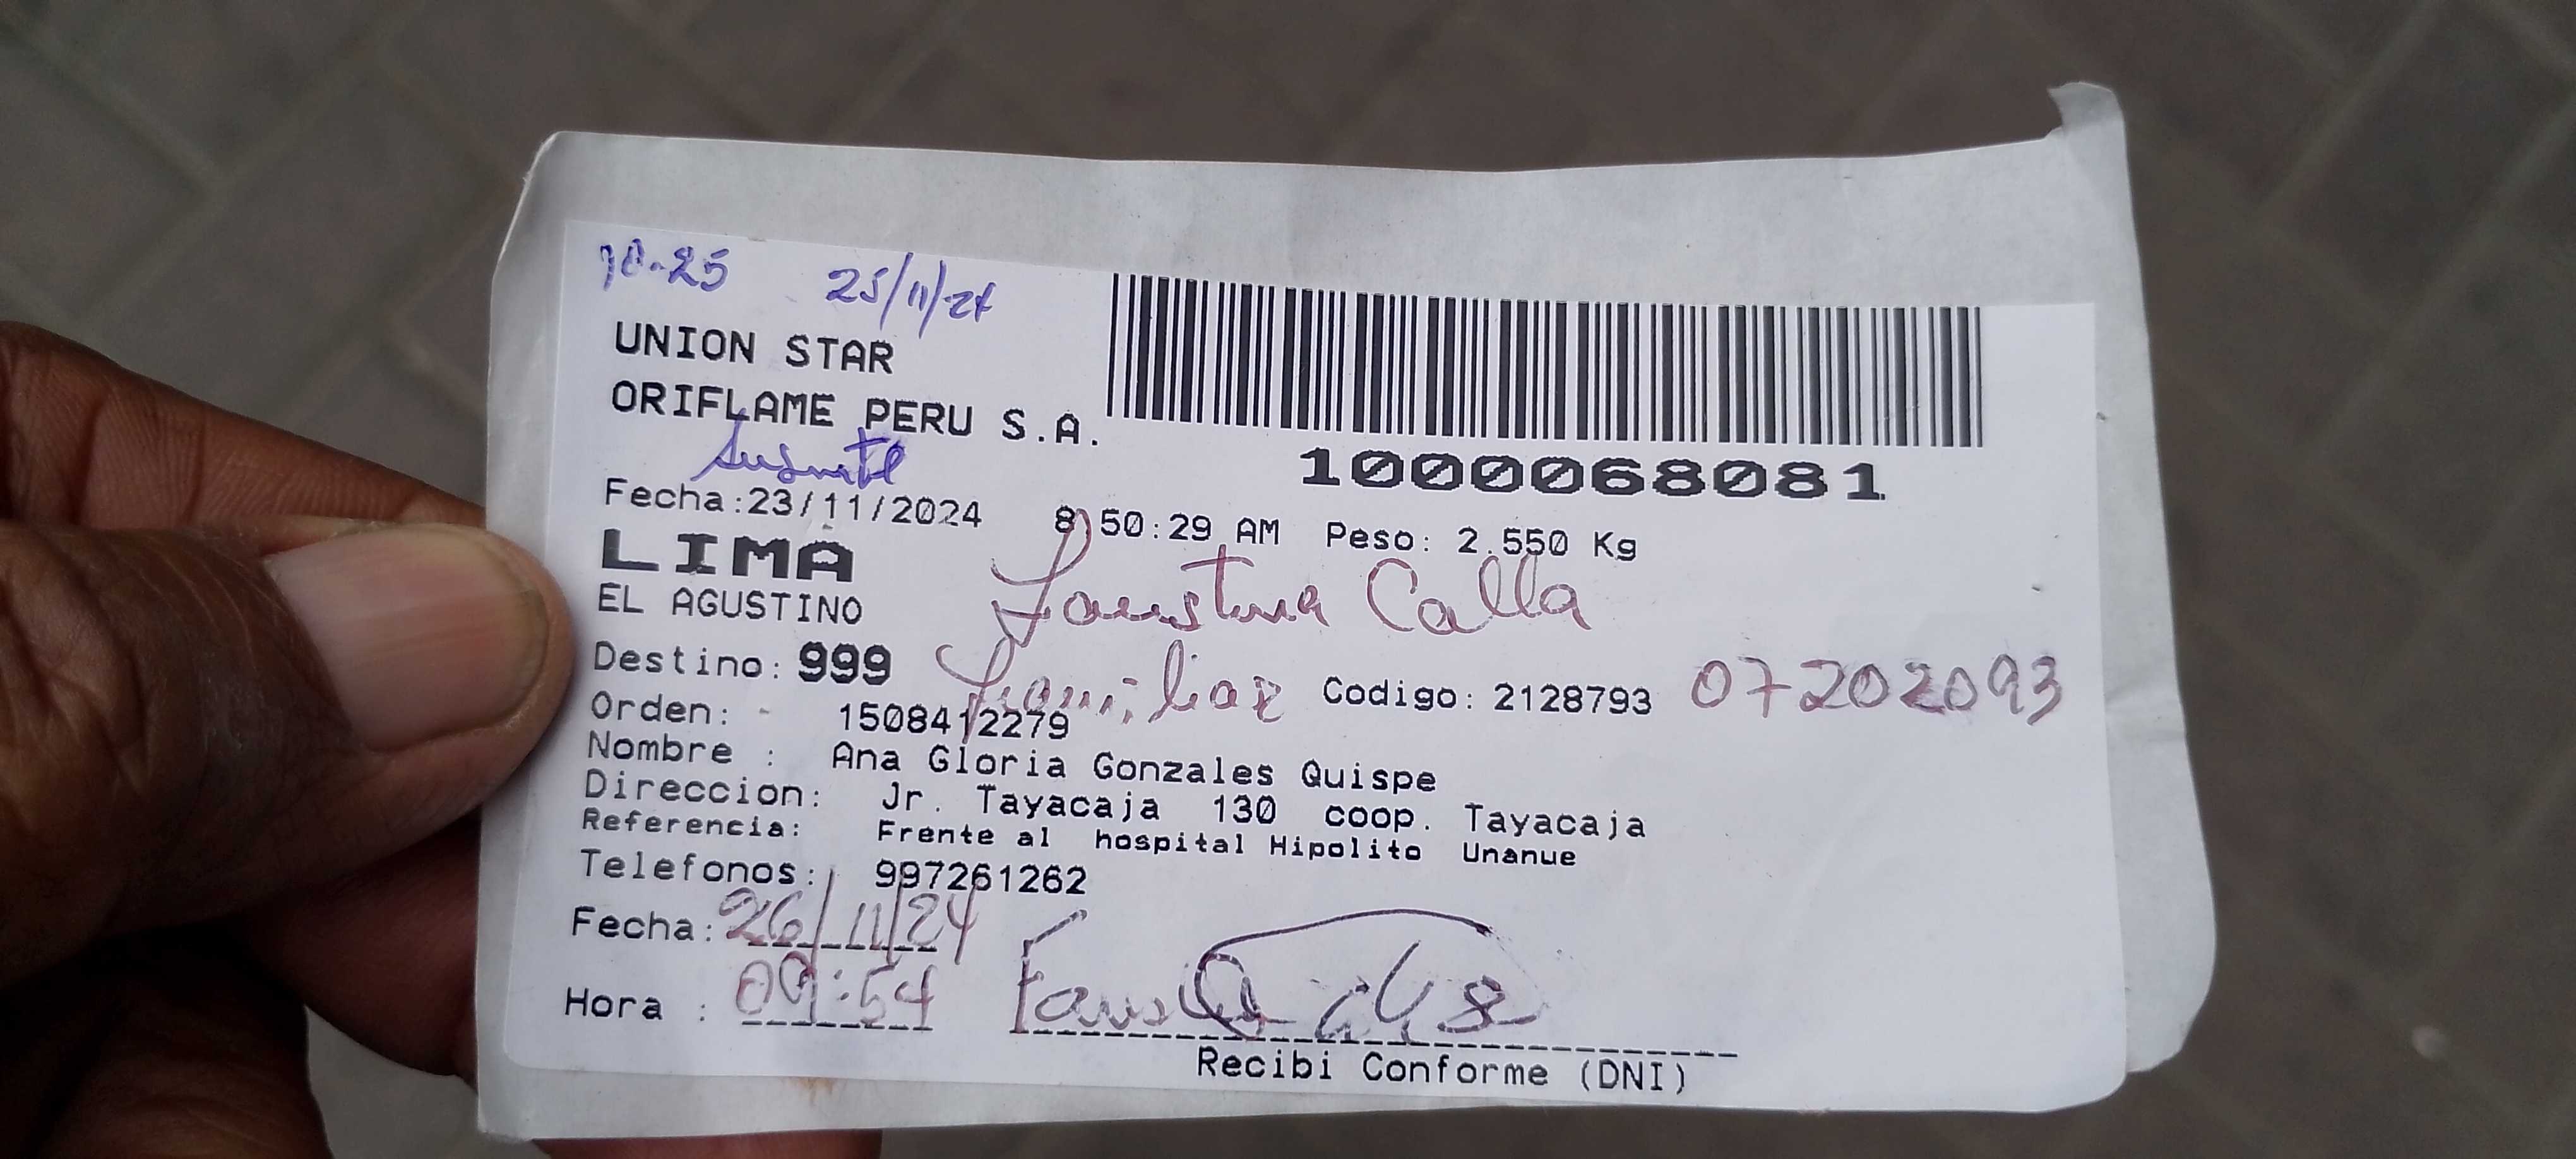 10-25 25/11/24
UNION STAR
ORIFLAME PERU S.A.
1000068081
Fecha:23/11/2024 8:50:29 AM Peso: 2.550 Kg
LIMA
EL AGUSTINO
Faustina Calla
Destino: 999 Familiar Codigo: 2128793 07202093
Orden: - 1508412279
Nombre : Ana Gloria Gonzales Quispe
Direccion: Jr. Tayacaja 130 coop. Tayacaja
Referencia: Frente al hospital Hipolito Unanue
Telefonos: 997261262
Fecha: 26/11/24
Hora : 09:54
Recibi Conforme (DNI)